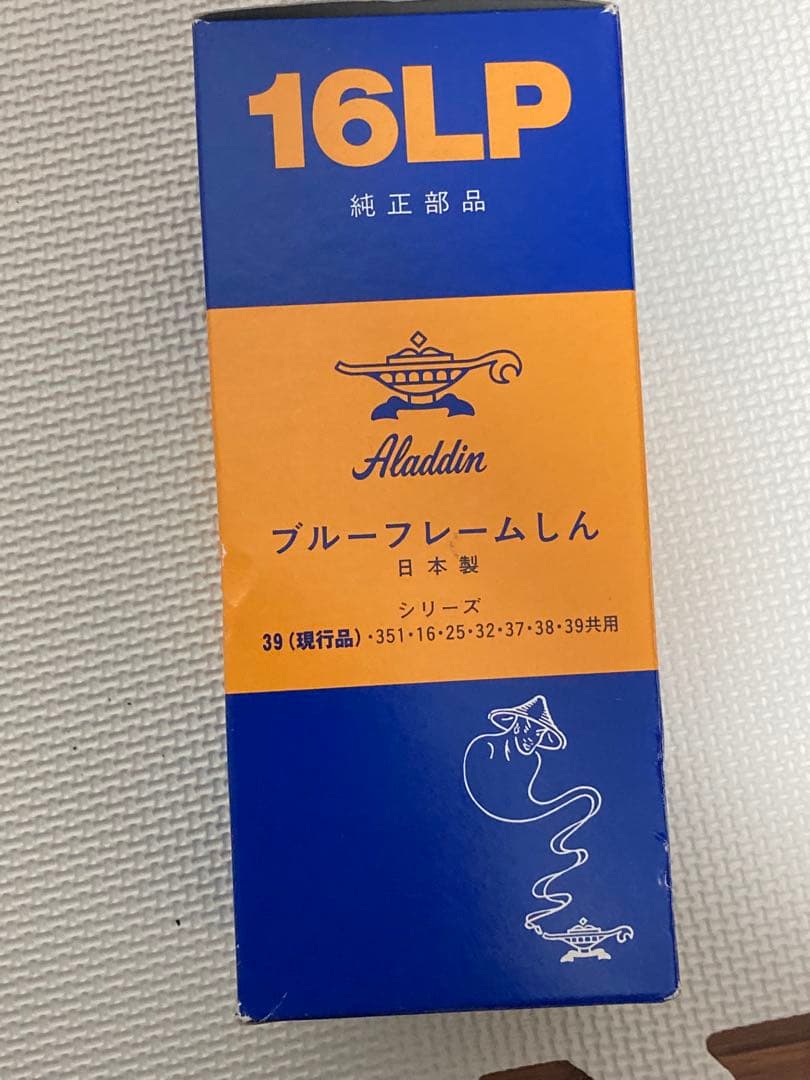 16LP
純正部品
Aladdin
ブルーフレームしん
日本製
シリーズ
39(現行品)・351・16・25・32・37・38・39共用